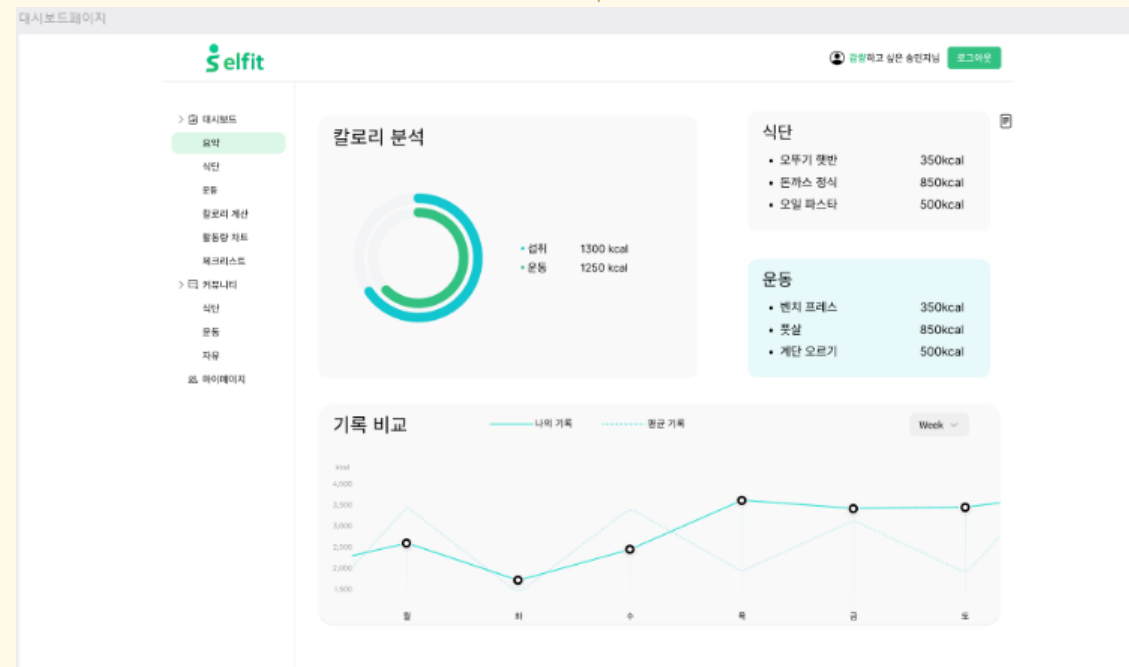 대시보드페이지
Selfit
감량하고 싶은 송민지님
로그아웃
대시보드
요약
식단
운동
칼로리 계산
활동량 차트
체크리스트
커뮤니티
식단
운동
자유
마이페이지
칼로리 분석
섭취 1300 kcal
운동 1250 kcal
식단
• 오뚜기 햇반 350kcal
• 돈까스 정식 850kcal
• 오일 파스타 500kcal
운동
• 벤치 프레스 350kcal
• 풋살 850kcal
• 계단 오르기 500kcal
기록 비교
나의 기록
평균 기록
Week
kcal
4,000
3,500
3,000
2,500
2,000
1,500
월 화 수 목 금 토